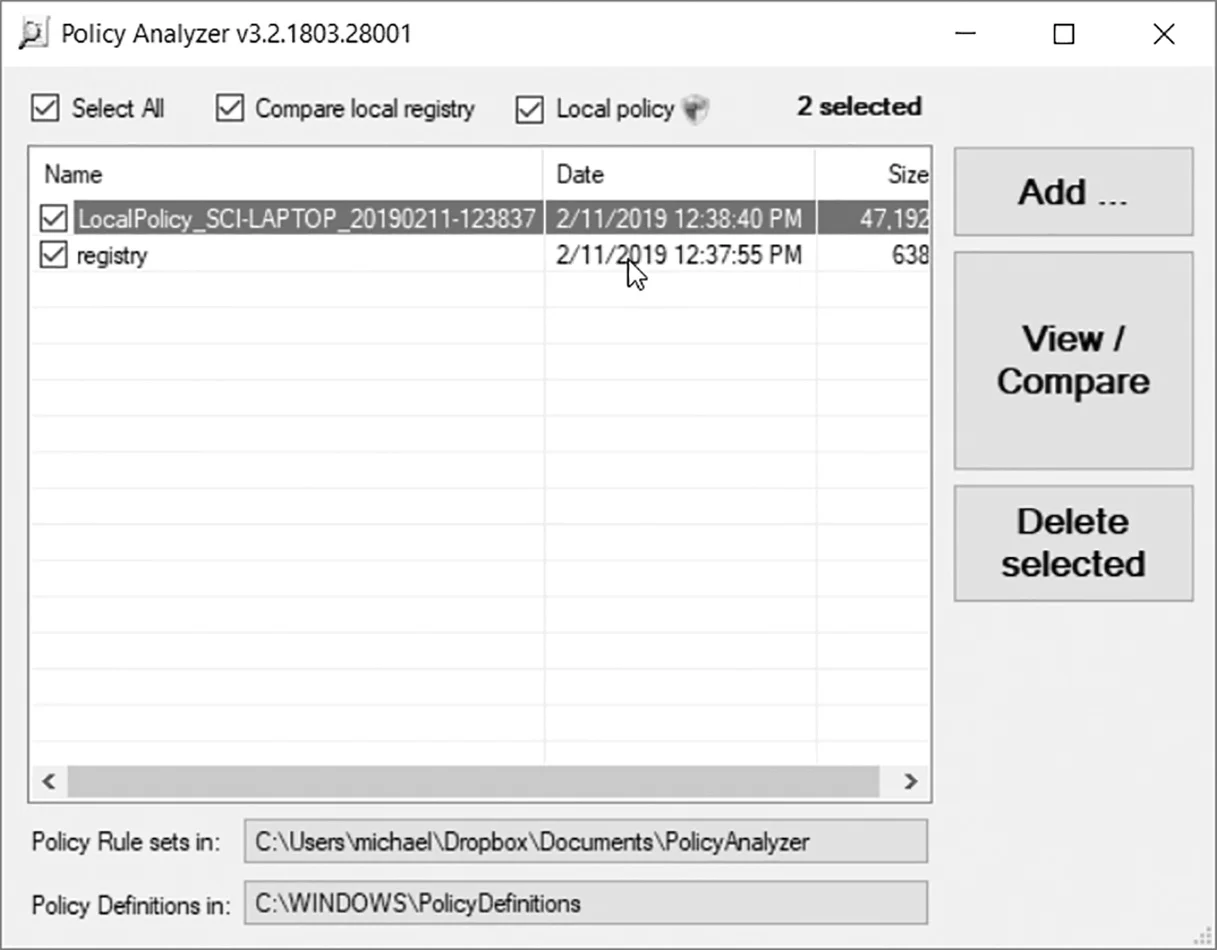 Policy Analyzer v3.2.1803.28001
Select All Compare local registry Local policy 2 selected
Name Date Size
LocalPolicy_SCI-LAPTOP_20190211-123837 2/11/2019 12:38:40 PM 47,192
registry 2/11/2019 12:37:55 PM 638
Add ...
View /
Compare
Delete
selected
Policy Rule sets in: C:\Users\michael\Dropbox\Documents\PolicyAnalyzer
Policy Definitions in: C:\WINDOWS\PolicyDefinitions